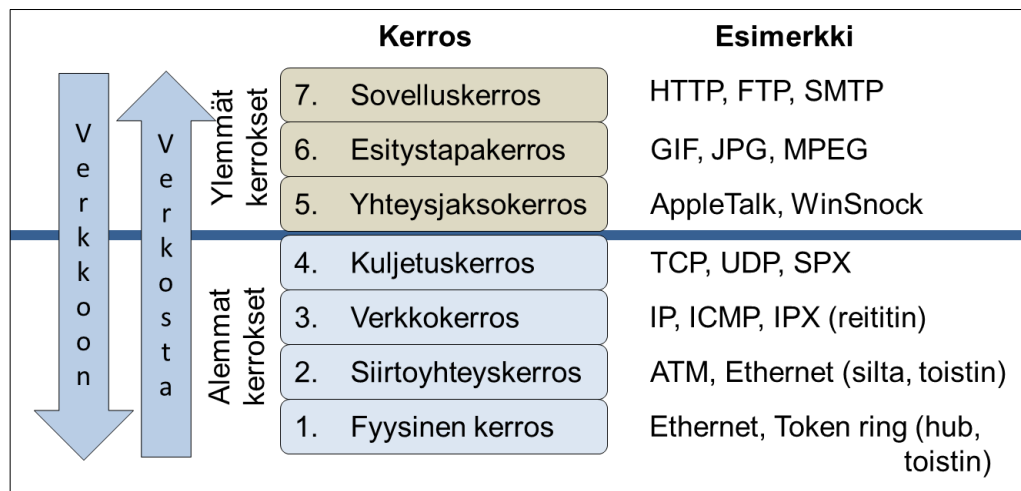 Kerros Esimerkki
Verkkoon
Verkosta
Ylemmät
kerrokset
7. Sovelluskerros HTTP, FTP, SMTP
6. Esitystapakerros GIF, JPG, MPEG
5. Yhteysjaksokerros AppleTalk, WinSnock
Alemmat
kerrokset
4. Kuljetuskerros TCP, UDP, SPX
3. Verkkokerros IP, ICMP, IPX (reititin)
2. Siirtoyhteyskerros ATM, Ethernet (silta, toistin)
1. Fyysinen kerros Ethernet, Token ring (hub,
toistin)